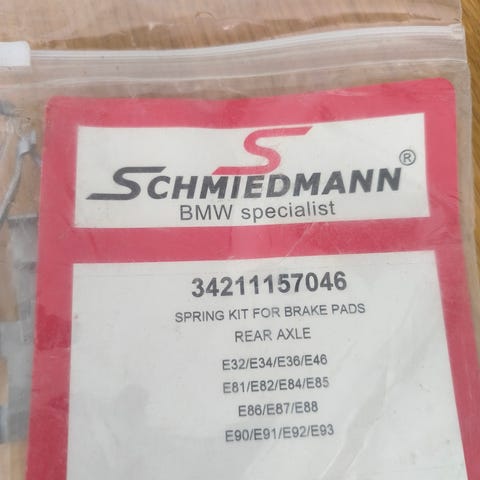 SCHMIEDMANN®
BMW specialist
34211157046
SPRING KIT FOR BRAKE PADS
REAR AXLE
E32/E34/E36/E46
E81/E82/E84/E85
E86/E87/E88
E90/E91/E92/E93